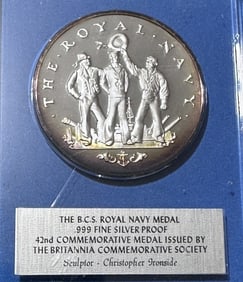 · THE · ROYAL · NAVY ·
THE B.C.S. ROYAL NAVY MEDAL
.999 FINE SILVER PROOF
42nd COMMEMORATIVE MEDAL ISSUED BY
THE BRITANNIA COMMEMORATIVE SOCIETY
Sculptor - Christopher Ironside